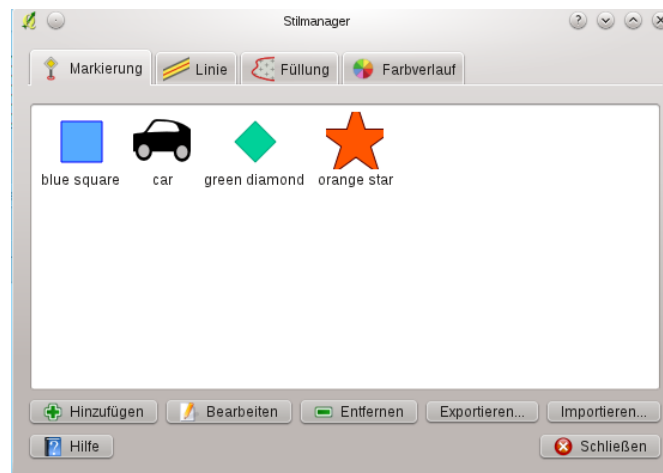 Stilmanager
Markierung Linie Füllung Farbverlauf
blue square car green diamond orange star
Hinzufügen Bearbeiten Entfernen Exportieren... Importieren...
Hilfe Schließen